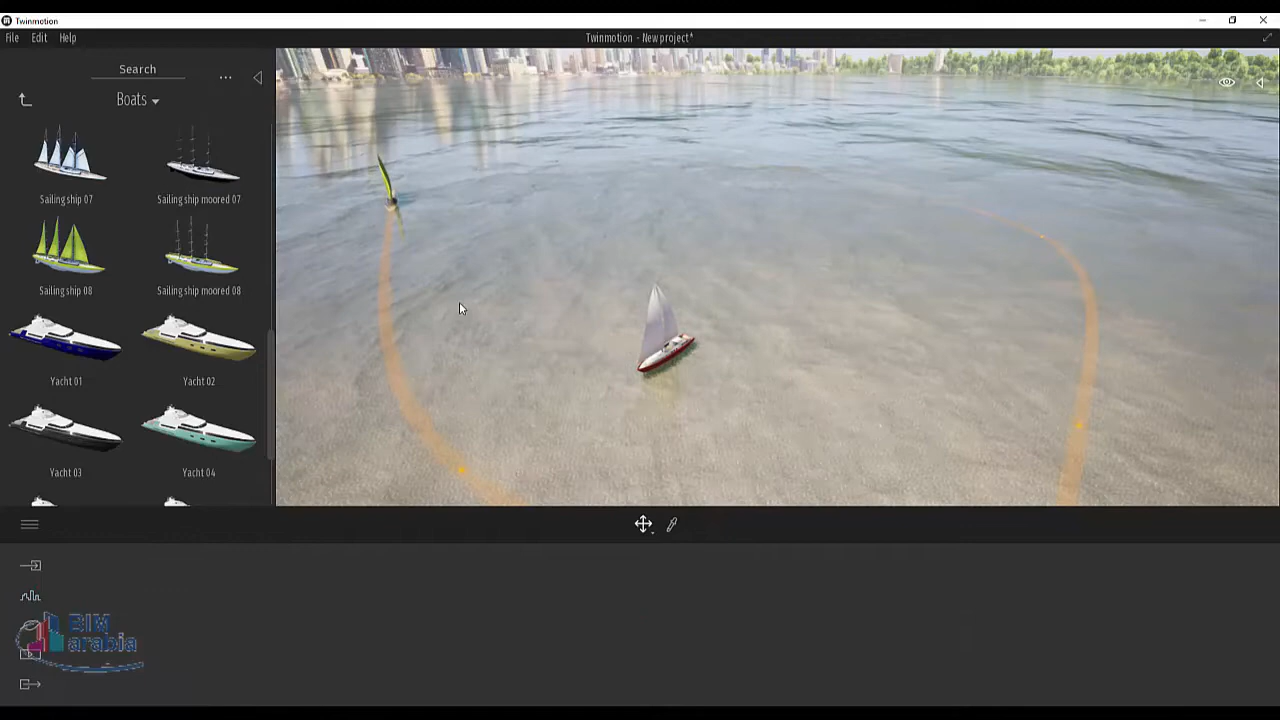 Twinmotion
File Edit Help
Twinmotion - New project*
Search
...
Boats
Sailing ship 07
Sailing ship moored 07
Sailing ship 08
Sailing ship moored 08
Yacht 01
Yacht 02
Yacht 03
Yacht 04
BIM
arabia